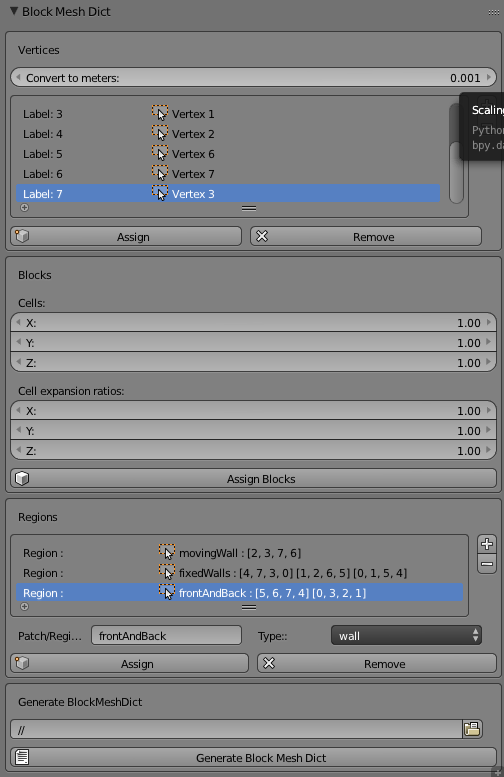 Block Mesh Dict
Vertices
Convert to meters: 0.001
Label: 3 Vertex 1
Label: 4 Vertex 2
Label: 5 Vertex 6
Label: 6 Vertex 7
Label: 7 Vertex 3
Scaling
Python
bpy.da
Assign Remove
Blocks
Cells:
X: 1.00
Y: 1.00
Z: 1.00
Cell expansion ratios:
X: 1.00
Y: 1.00
Z: 1.00
Assign Blocks
Regions
Region : movingWall : [2, 3, 7, 6]
Region : fixedWalls : [4, 7, 3, 0] [1, 2, 6, 5] [0, 1, 5, 4]
Region : frontAndBack : [5, 6, 7, 4] [0, 3, 2, 1]
Patch/Regi... frontAndBack Type:: wall
Assign Remove
Generate BlockMeshDict
//
Generate Block Mesh Dict